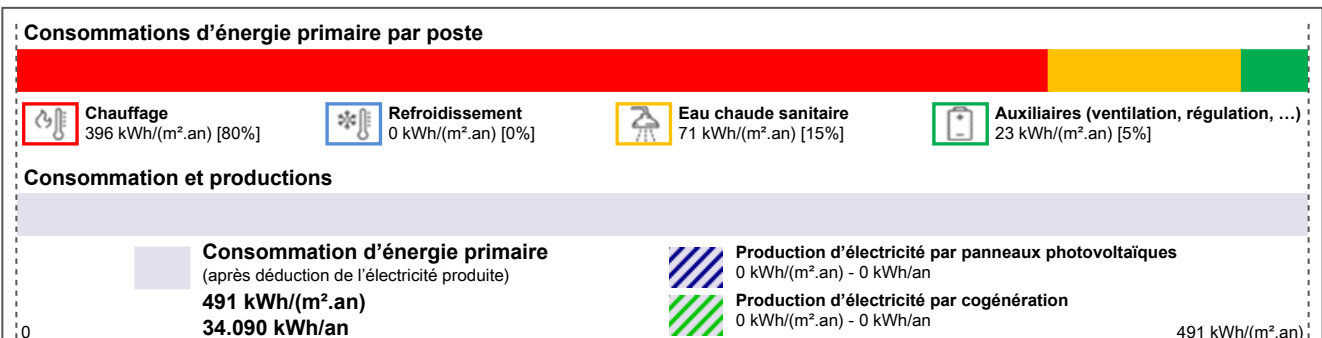 Consommations d'énergie primaire par poste
Chauffage
396 kWh/(m².an) [80%]
Refroidissement
0 kWh/(m².an) [0%]
Eau chaude sanitaire
71 kWh/(m².an) [15%]
Auxiliaires (ventilation, régulation, …)
23 kWh/(m².an) [5%]
Consommation et productions
Consommation d'énergie primaire
(après déduction de l'électricité produite)
491 kWh/(m².an)
34.090 kWh/an
Production d'électricité par panneaux photovoltaïques
0 kWh/(m².an) - 0 kWh/an
Production d'électricité par cogénération
0 kWh/(m².an) - 0 kWh/an
0
491 kWh/(m².an)